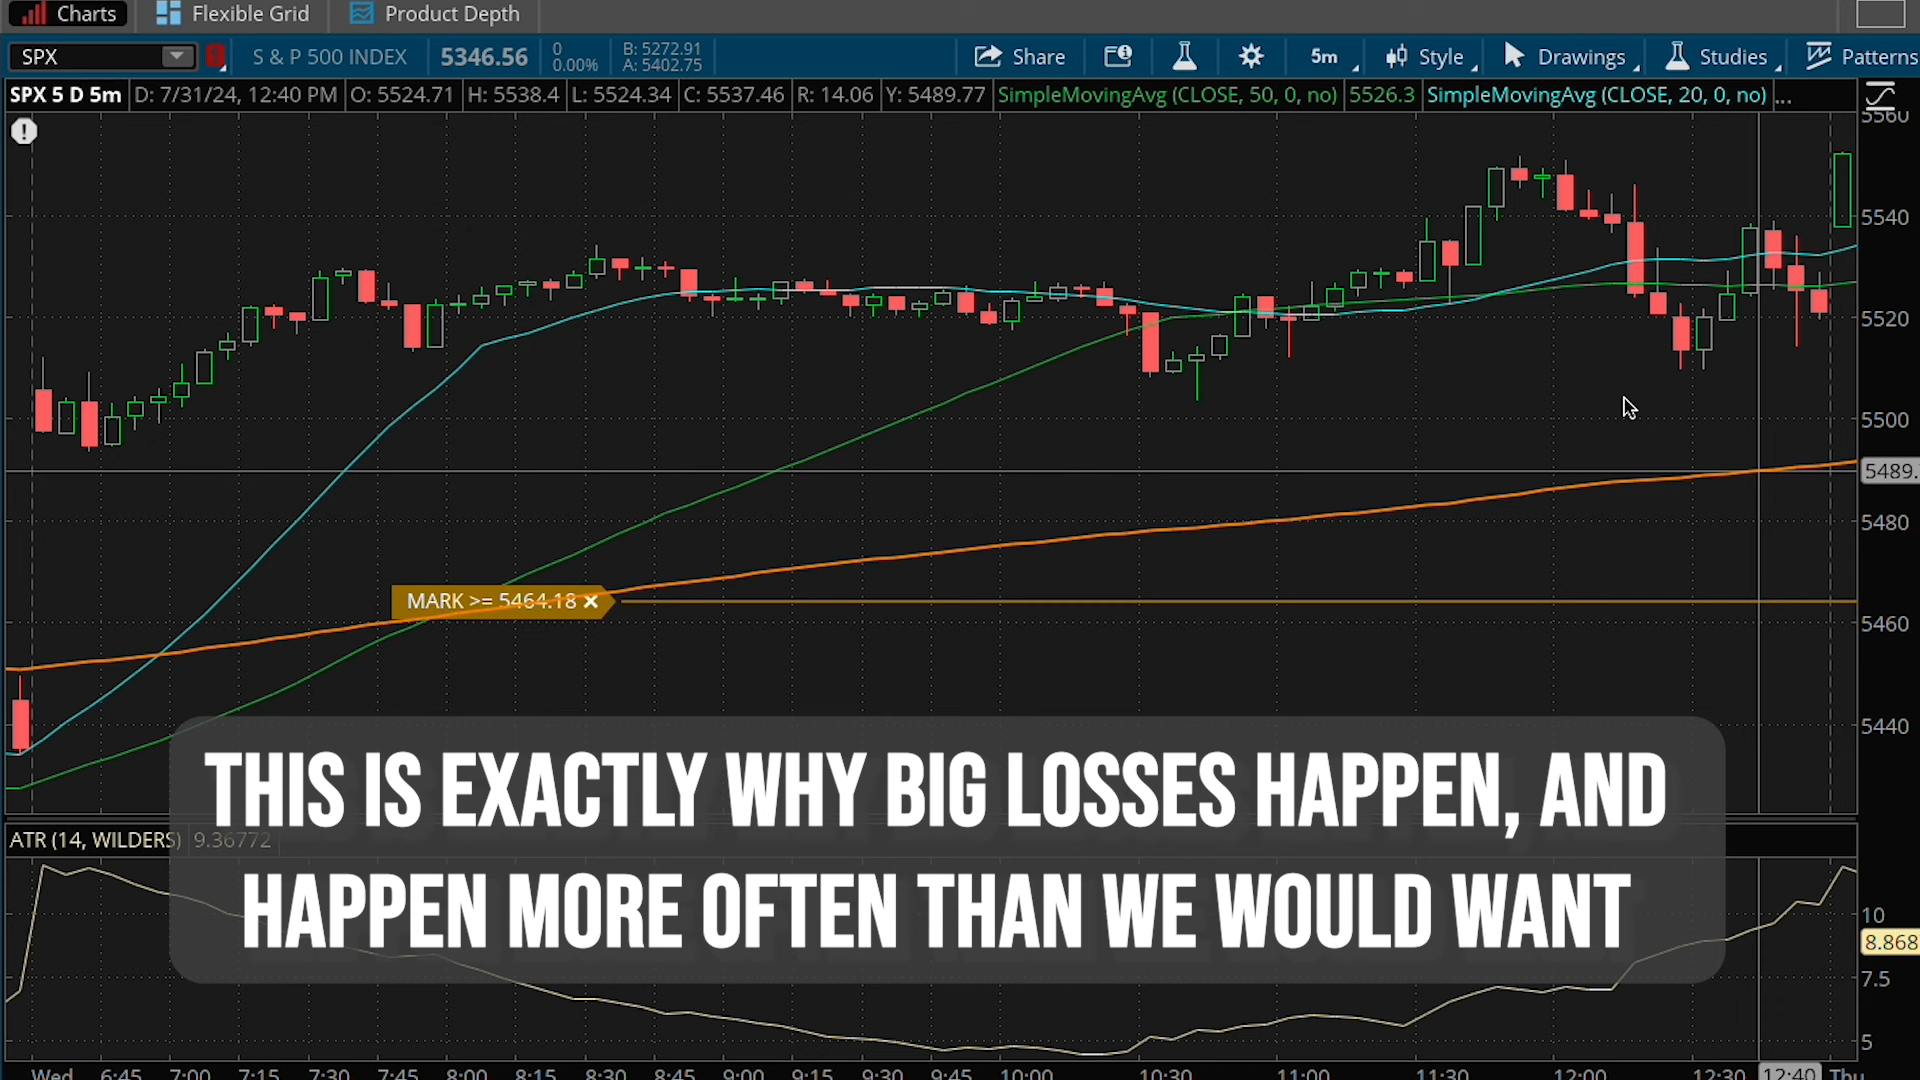 Charts Flexible Grid Product Depth
SPX S & P 500 INDEX 5346.56 0 0.00% B: 5272.91 A: 5402.75 Share 5m Style Drawings Studies Patterns
SPX 5 D 5m D: 7/31/24, 12:40 PM O: 5524.71 H: 5538.4 L: 5524.34 C: 5537.46 R: 14.06 Y: 5489.77 SimpleMovingAvg (CLOSE, 50, 0, no) 5526.3 SimpleMovingAvg (CLOSE, 20, 0, no) ...
5560
5540
5520
5500
5489.
5480
MARK >= 5464.18
5460
5440
THIS IS EXACTLY WHY BIG LOSSES HAPPEN, AND
HAPPEN MORE OFTEN THAN WE WOULD WANT
ATR (14, WILDERS) 9.36772
10
8.868
7.5
5
Wed 6:45 7:00 7:15 7:30 7:45 8:00 8:15 8:30 8:45 9:00 9:15 9:30 9:45 10:00 10:30 11:00 11:30 12:00 12:30 12:40 Thu